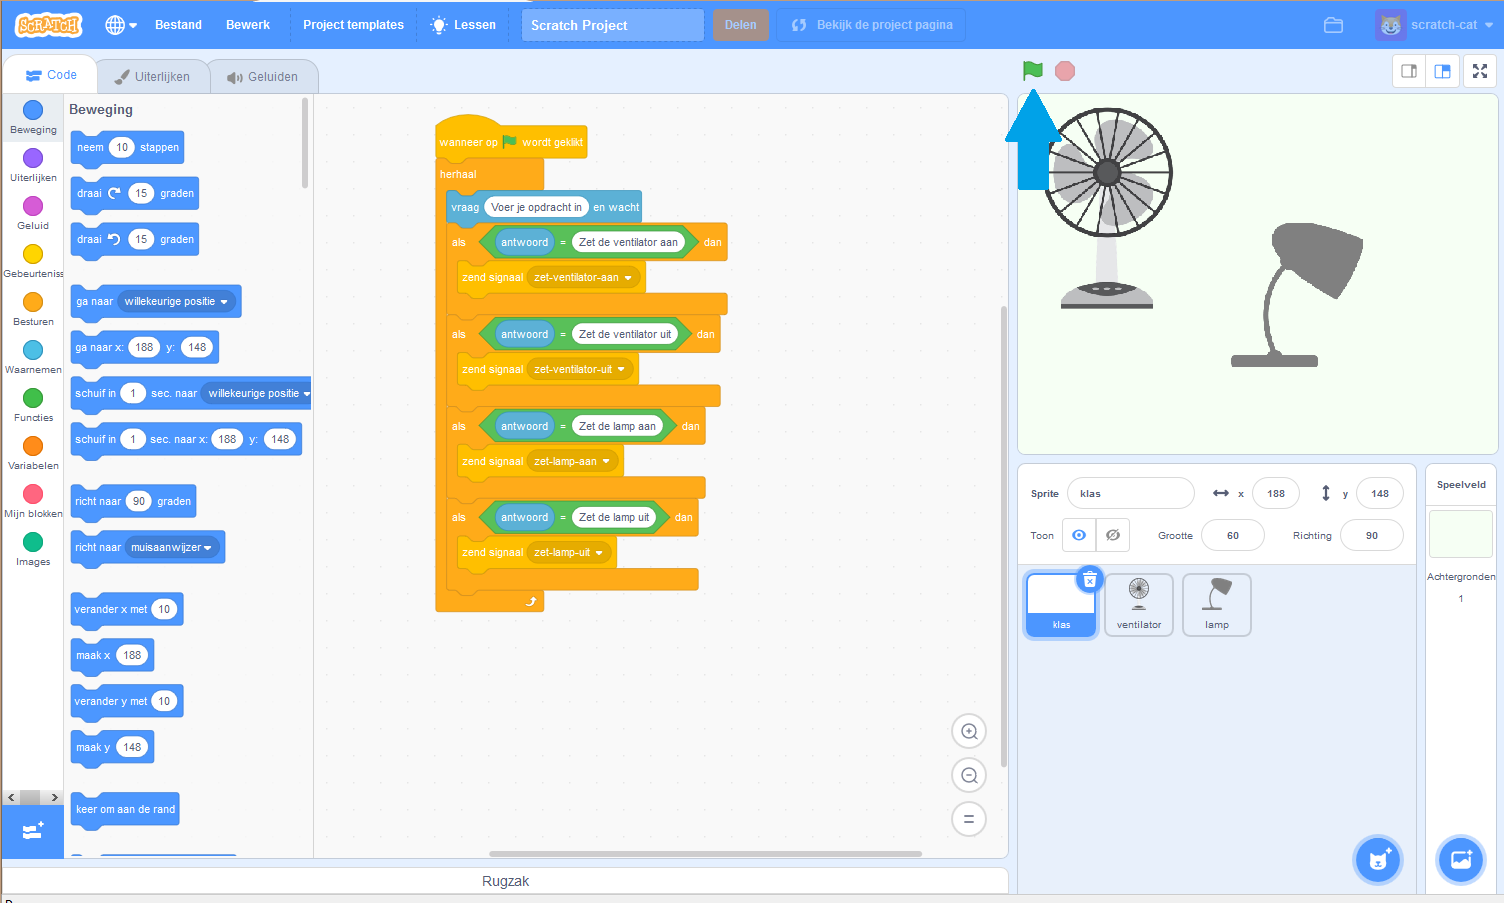 SCRATCH Bestand Bewerk Project templates Lessen Scratch Project Delen Bekijk de project pagina scratch-cat
Code Uiterlijken Geluiden
Beweging
Uiterlijken
Geluid
Gebeurteniss
Besturen
Waarnemen
Functies
Variabelen
Mijn blokken
Images
Beweging
neem 10 stappen
draai 15 graden
draai 15 graden
ga naar willekeurige positie
ga naar x: 188 y: 148
schuif in 1 sec. naar willekeurige positie
schuif in 1 sec. naar x: 188 y: 148
richt naar 90 graden
richt naar muisaanwijzer
verander x met 10
maak x 188
verander y met 10
maak y 148
keer om aan de rand
wanneer op wordt geklikt
herhaal
vraag Voer je opdracht in en wacht
als antwoord = Zet de ventilator aan dan
zend signaal zet-ventilator-aan
als antwoord = Zet de ventilator uit dan
zend signaal zet-ventilator-uit
als antwoord = Zet de lamp aan dan
zend signaal zet-lamp-aan
als antwoord = Zet de lamp uit dan
zend signaal zet-lamp-uit
Rugzak
Sprite klas x 188 y 148
Toon Grootte 60 Richting 90
klas ventilator lamp
Speelveld
Achtergronden
1